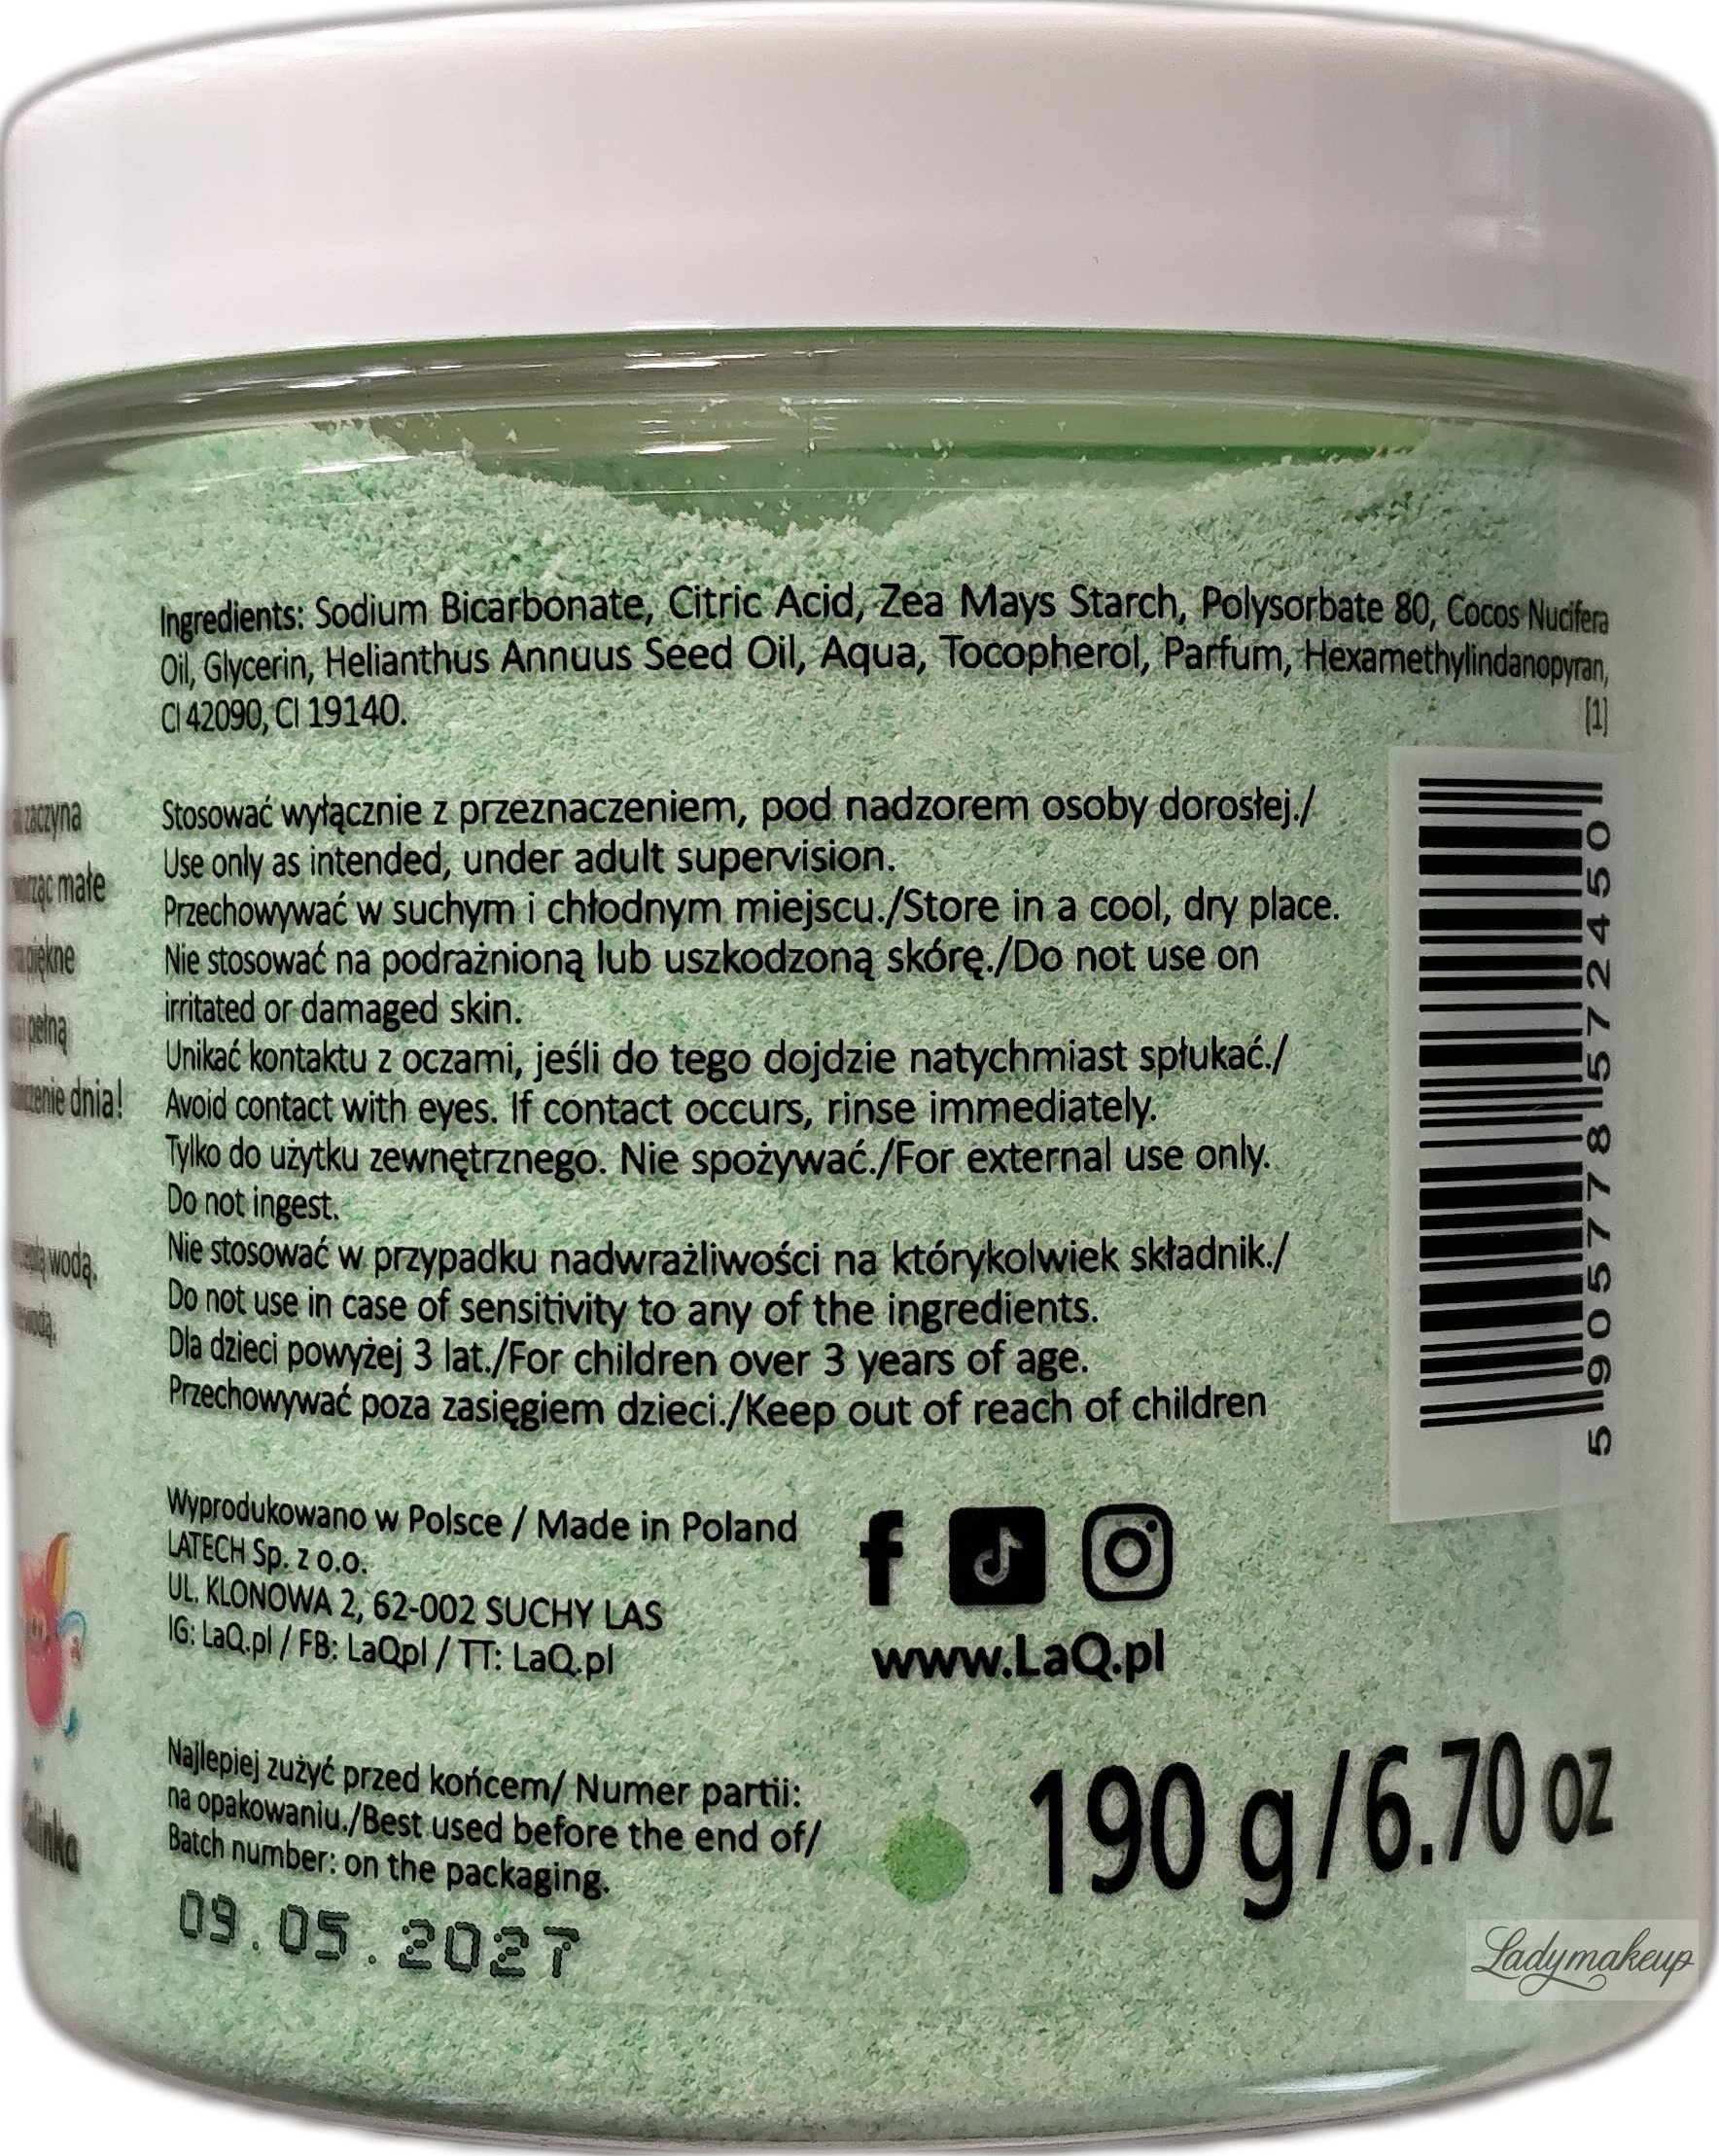 Ingredients: Sodium Bicarbonate, Citric Acid, Zea Mays Starch, Polysorbate 80, Cocos Nucifera
Oil, Glycerin, Helianthus Annuus Seed Oil, Aqua, Tocopherol, Parfum, Hexamethylindanopyran,
CI 42090, CI 19140.
[1]
Stosować wyłącznie z przeznaczeniem, pod nadzorem osoby dorosłej./
Use only as intended, under adult supervision.
Przechowywać w suchym i chłodnym miejscu./Store in a cool, dry place.
Nie stosować na podrażnioną lub uszkodzoną skórę./Do not use on
irritated or damaged skin.
Unikać kontaktu z oczami, jeśli do tego dojdzie natychmiast spłukać./
Avoid contact with eyes. If contact occurs, rinse immediately.
Tylko do użytku zewnętrznego. Nie spożywać./For external use only.
Do not ingest.
Nie stosować w przypadku nadwrażliwości na którykolwiek składnik./
Do not use in case of sensitivity to any of the ingredients.
Dla dzieci powyżej 3 lat./For children over 3 years of age.
Przechowywać poza zasięgiem dzieci./Keep out of reach of children
5 905778 572450
zaczyna
małe
piękne
pełną
dnia!
wodą.
Wyprodukowano w Polsce / Made in Poland
LATECH Sp. z o.o.
UL. KLONOWA 2, 62-002 SUCHY LAS
IG: LaQ.pl / FB: LaQpl / TT: LaQ.pl
www.LaQ.pl
Najlepiej zużyć przed końcem/ Numer partii:
na opakowaniu./Best used before the end of/
Batch number: on the packaging.
09.05.2027
190 g/6.70 oz
Ladymakeup